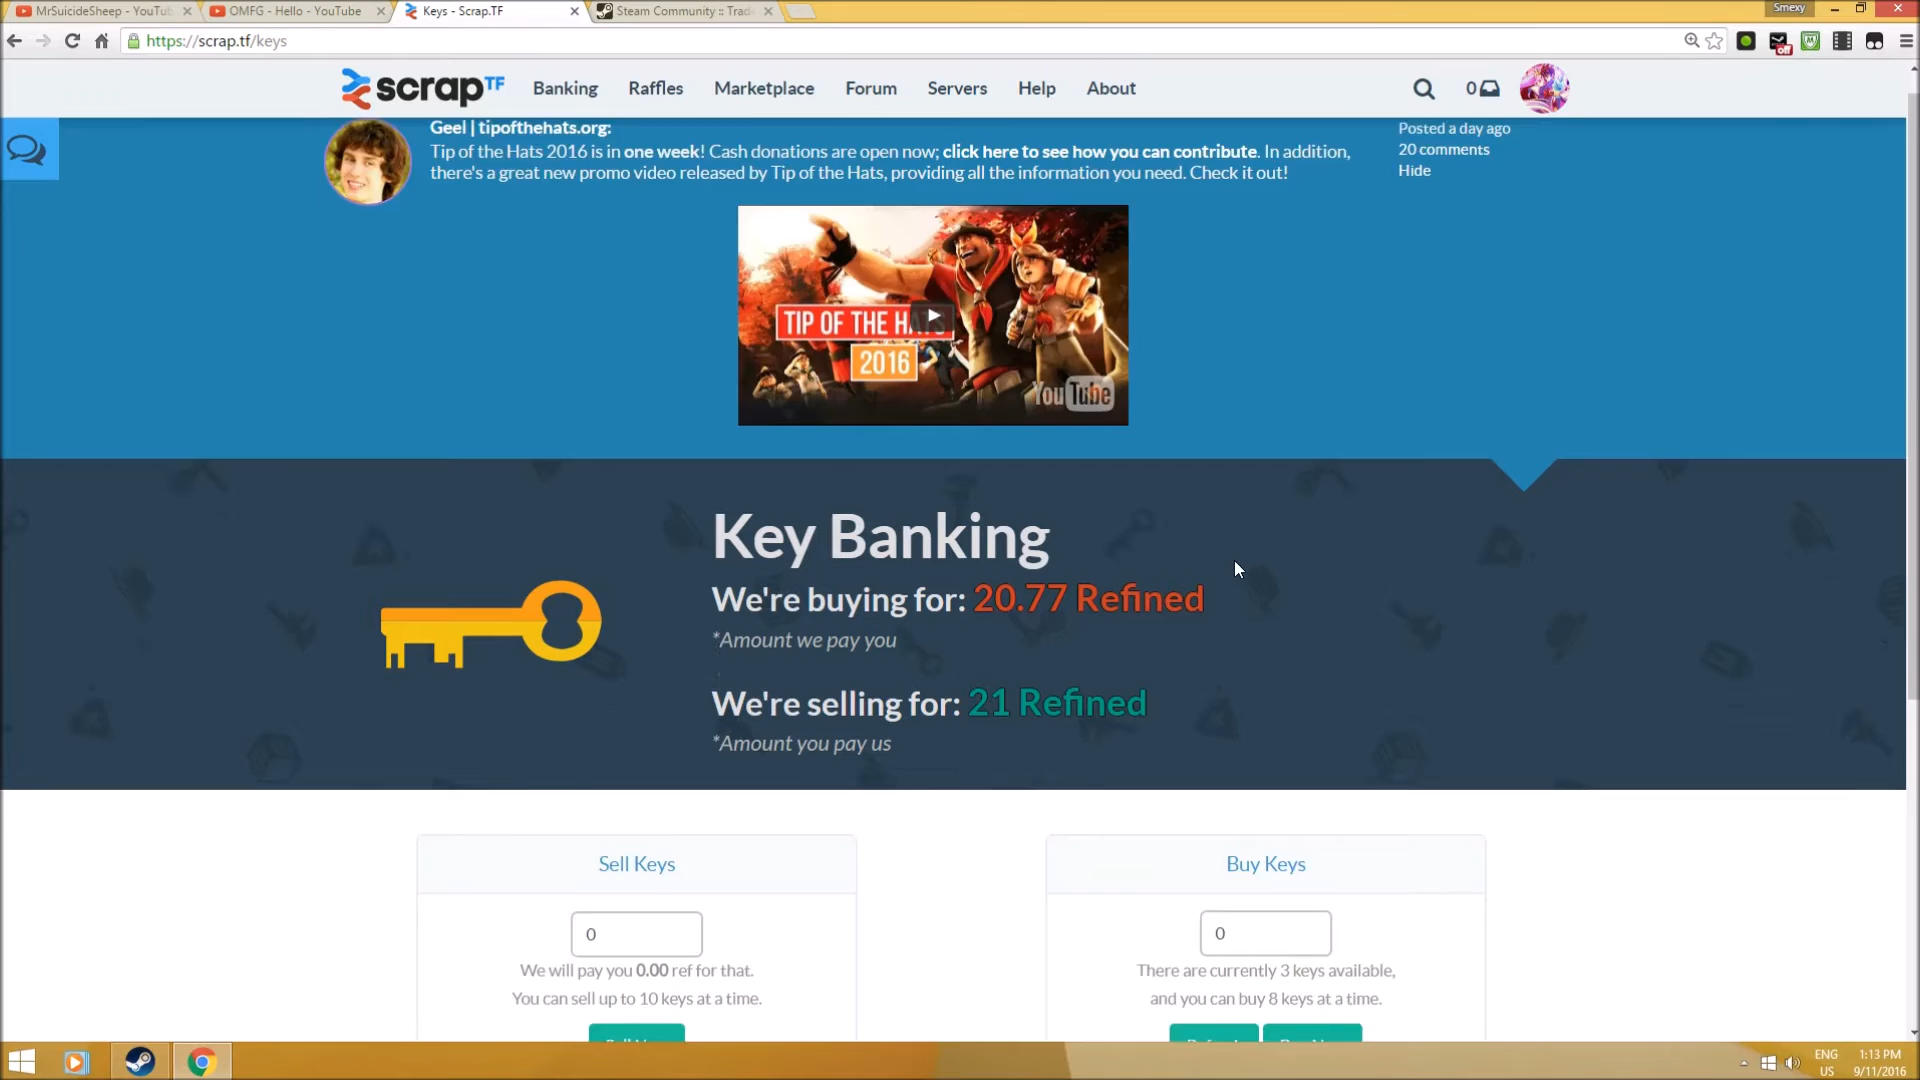 MrSuicideSheep - YouTu
OMFG - Hello - YouTube
Keys - Scrap.TF
Steam Community :: Trad
Smexy
https://scrap.tf/keys
off
scrapTF
Banking
Raffles
Marketplace
Forum
Servers
Help
About
0
Geel | tipofthehats.org:
Tip of the Hats 2016 is in one week! Cash donations are open now; click here to see how you can contribute. In addition,
there's a great new promo video released by Tip of the Hats, providing all the information you need. Check it out!
Posted a day ago
20 comments
Hide
TIP OF THE HATS
2016
YouTube
Key Banking
We're buying for: 20.77 Refined
*Amount we pay you
We're selling for: 21 Refined
*Amount you pay us
Sell Keys
0
We will pay you 0.00 ref for that.
You can sell up to 10 keys at a time.
Buy Keys
0
There are currently 3 keys available,
and you can buy 8 keys at a time.
ENG
US
1:13 PM
9/11/2016